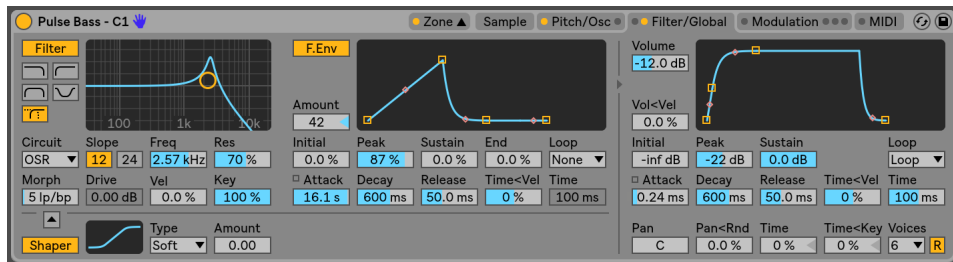 Pulse Bass - C1 Zone Sample Pitch/Osc Filter/Global Modulation MIDI
Filter F.Env Volume
-12.0 dB
Amount Vol<Vel
100 1k 10k 42 0.0 %
Circuit Slope Freq Res Initial Peak Sustain End Loop Initial Peak Sustain Loop
OSR 12 24 2.57 kHz 70 % 0.0 % 87 % 0.0 % 0.0 % None -inf dB -22 dB 0.0 dB Loop
Morph Drive Vel Key Attack Decay Release Time<Vel Time Attack Decay Release Time<Vel Time
5 lp/bp 0.00 dB 0.0 % 100 % 16.1 s 600 ms 50.0 ms 0 % 100 ms 0.24 ms 600 ms 50.0 ms 0 % 100 ms
Type Amount Pan Pan<Rnd Time Time<Key Voices
Shaper Soft 0.00 C 0.0 % 0 % 0 % 6 R